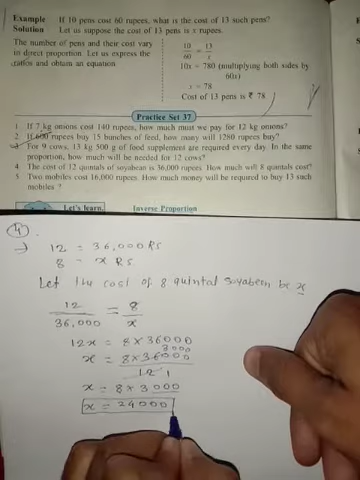 Example If 10 pens cost 60 rupees, what is the cost of 13 such pens?
Solution Let us suppose the cost of 13 pens is x rupees.
The number of pens and their cost vary
in direct proportion. Let us express the
ratios and obtain an equation
10/60 = 13/x
10x = 780 (multiplying both sides by
60x)
x = 78
Cost of 13 pens is ₹ 78
Practice Set 37
1 If 7 kg onions cost 140 rupees, how much must we pay for 12 kg onions?
2 If 600 rupees buy 15 bunches of feed, how many will 1280 rupees buy?
3 For 9 cows, 13 kg 500 g of food supplement are required every day. In the same
proportion, how much will be needed for 12 cows?
4 The cost of 12 quintals of soyabean is 36,000 rupees. How much will 8 quintals cost?
5 Two mobiles cost 16,000 rupees. How much money will be required to buy 13 such
mobiles ?
Let's learn. Inverse Proportion
4 .
→ 12 = 36,000 Rs
8 = x Rs.
Let the cost of 8 quintal soyabeen be x
12/36,000 = 8/x
12x = 8×36000
3000
x = 8×36000
12 1
x = 8×3000
x = 24000